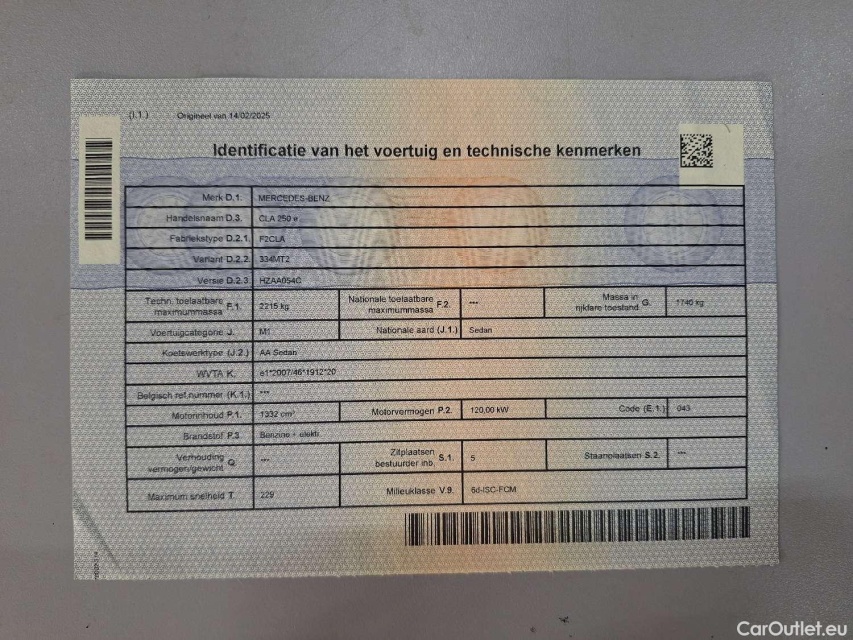 (I.1.) Origineel van 14/02/2025
Identificatie van het voertuig en technische kenmerken
Merk D.1. MERCEDES-BENZ
Handelsnaam D.3. CLA 250 e
Fabriekstype D.2.1 F2CLA
Variant D.2.2 334MT2
Versie D.2.3 HZAA054C
Techn. toelaatbare maximummassa F.1. 2215 kg Nationale toelaatbare maximummassa F.2. --- Massa in rijklare toestand G. 1740 kg
Voertuigcategorie J. M1 Nationale aard (J.1.) Sedan
Koetswerktype (J.2.) AA Sedan
WVTA K. e1*2007/46*1912*20
Belgisch ref.nummer (K.1.) ---
Motorinhoud P.1. 1332 cm³ Motorvermogen P.2. 120,00 kW Code (E.1.) 043
Brandstof P.3. Benzine + elektr.
Verhouding vermogen/gewicht Q. --- Zitplaatsen bestuurder inb. S.1. 5 Staanplaatsen S.2. ---
Maximum snelheid T. 229 Milieuklasse V.9. 6d-ISC-FCM
CarOutlet.eu